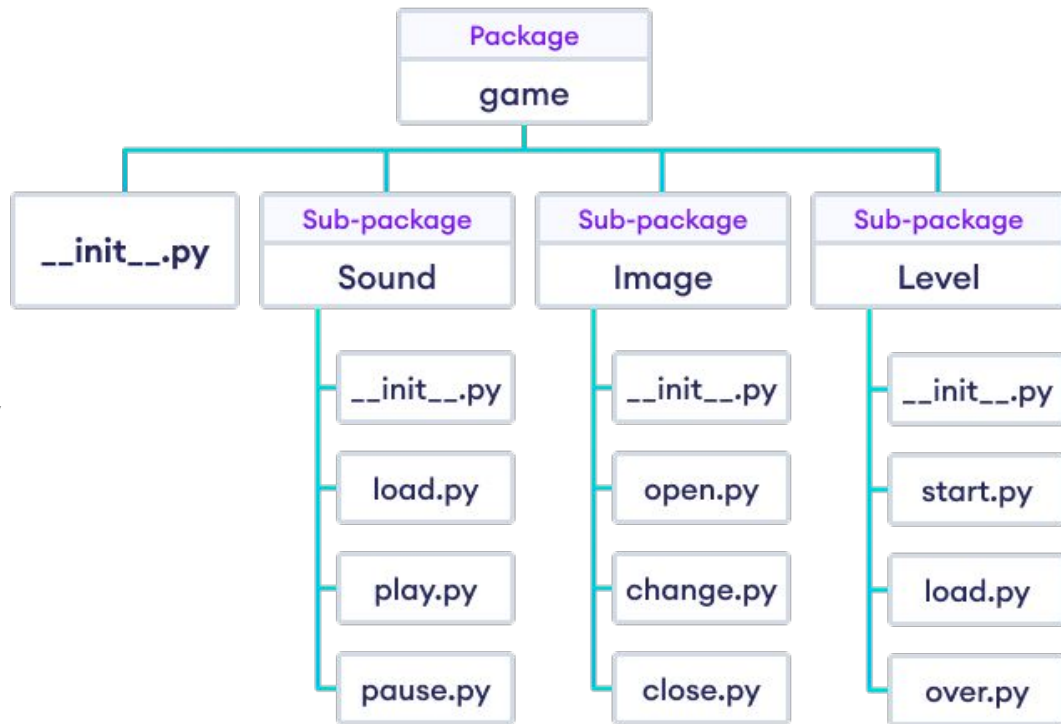 Package
game
__init__.py
Sub-package
Sound
Sub-package
Image
Sub-package
Level
__init__.py
load.py
play.py
pause.py
__init__.py
open.py
change.py
close.py
__init__.py
start.py
load.py
over.py